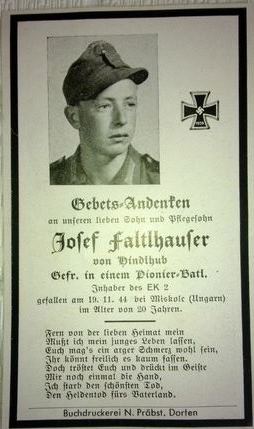 1939
Gebets-Andenken
an unseren lieben Sohn und Pflegesohn
Josef Faltlhauser
von Hindlhub
Gefr. in einem Pionier-Batl.
Inhaber des EK 2
gefallen am 19. 11. 44 bei Miskolc (Ungarn)
im Alter von 20 Jahren.
Fern von der lieben Heimat mein
Mußt ich mein junges Leben lassen,
Euch mag's ein arger Schmerz wohl sein,
Ihr könnt freilich es kaum fassen.
Doch tröstet Euch und drückt im Geiste
Mir noch einmal die Hand,
Ich starb den schönsten Tod,
Den Heldentod fürs Vaterland.
Buchdruckerei N. Präbst, Dorfen